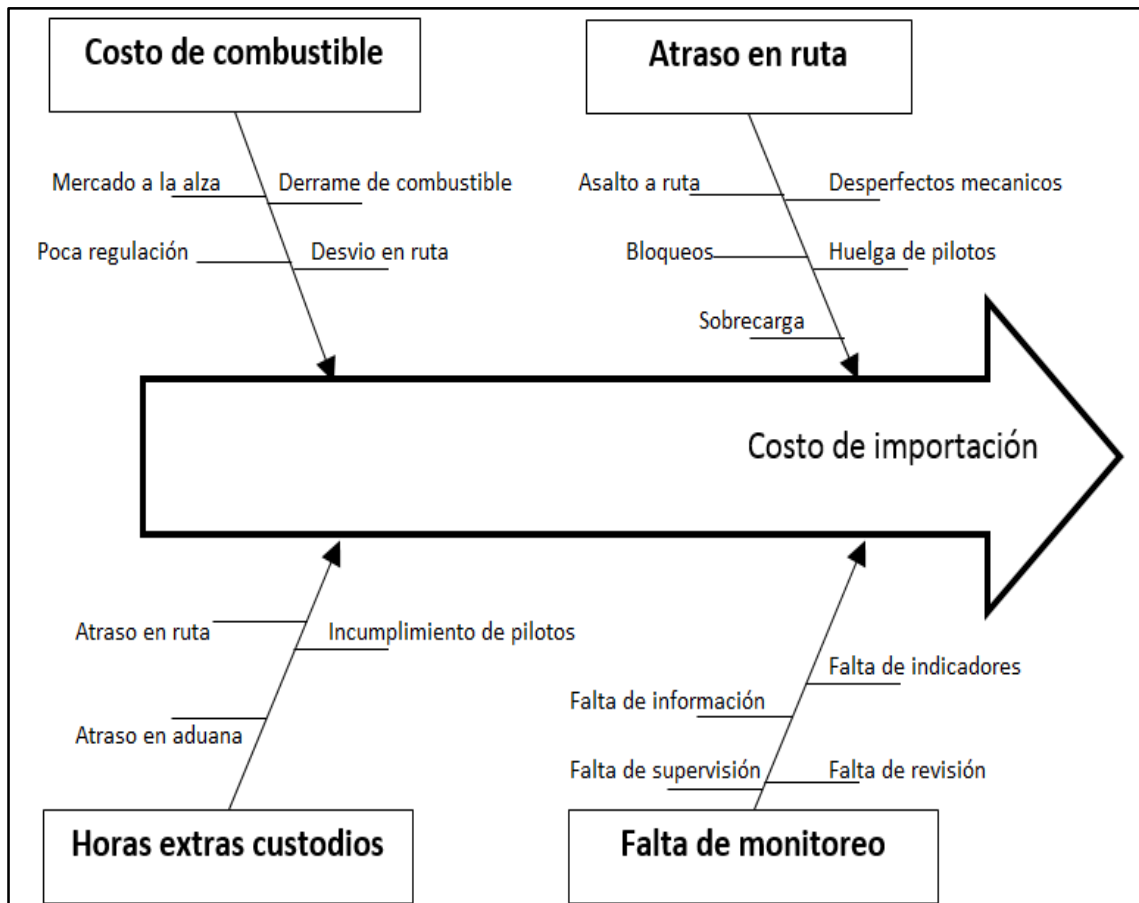 Costo de combustible
Atraso en ruta
Mercado a la alza
Derrame de combustible
Poca regulación
Desvio en ruta
Asalto a ruta
Desperfectos mecanicos
Bloqueos
Huelga de pilotos
Sobrecarga
Costo de importación
Atraso en ruta
Incumplimiento de pilotos
Atraso en aduana
Falta de indicadores
Falta de información
Falta de supervisión
Falta de revisión
Horas extras custodios
Falta de monitoreo